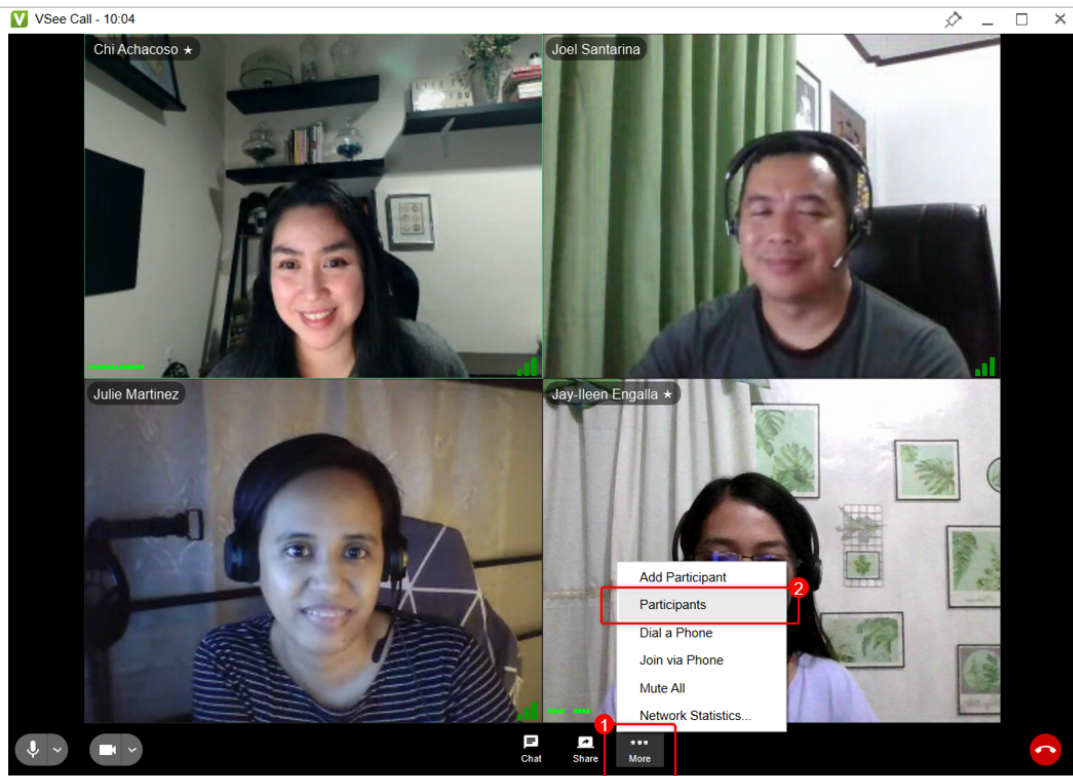 VSee Call - 10:04
Chi Achacoso ★
Joel Santarina
Julie Martinez
Jay-Ileen Engalla ★
Add Participant
Participants
2
Dial a Phone
Join via Phone
Mute All
Network Statistics...
1
Chat
Share
More